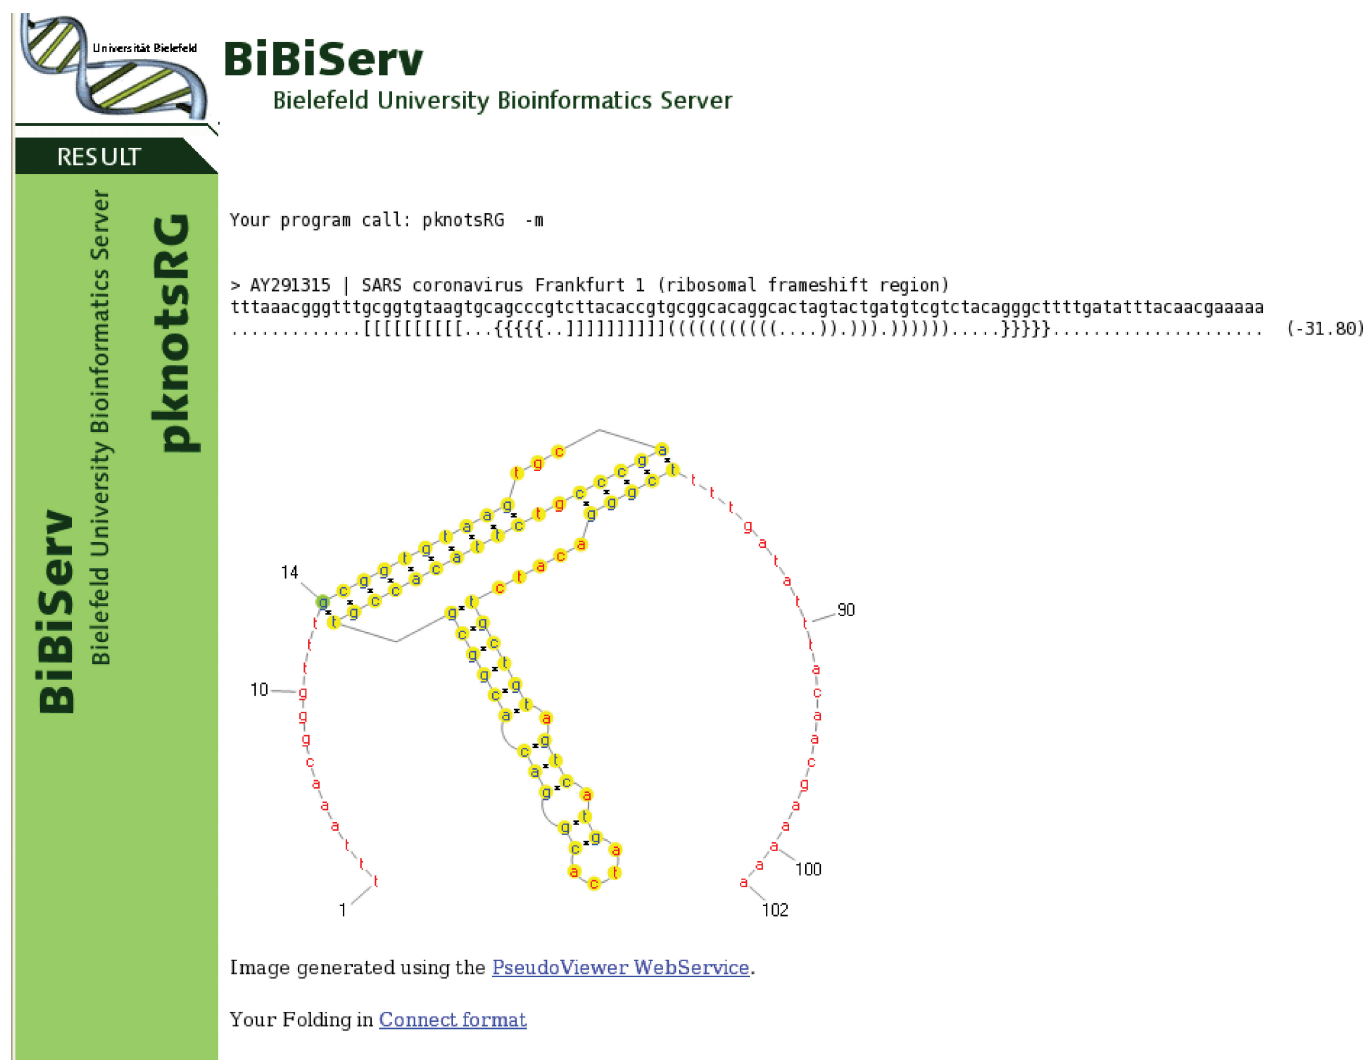 Universität Bielefeld
BiBiServ
Bielefeld University Bioinformatics Server
RESULT
pknotsRG
BiBiServ
Bielefeld University Bioinformatics Server
Your program call: pknotsRG -m
> AY291315 | SARS coronavirus Frankfurt 1 (ribosomal frameshift region)
tttaaacgggtttgcggtgtaagtgcagcccgtcttacaccgtgcggcacaggcactagtactgatgtcgtctacagggcttttgatatttacaacgaaaaa
.............[[[[[[[[[[...{{{{{..]]]]]]]]]](((((((((((....)).))).)))))).....}}}}}..................... (-31.80)
14
10
1
90
100
102
Image generated using the PseudoViewer WebService.
Your Folding in Connect format